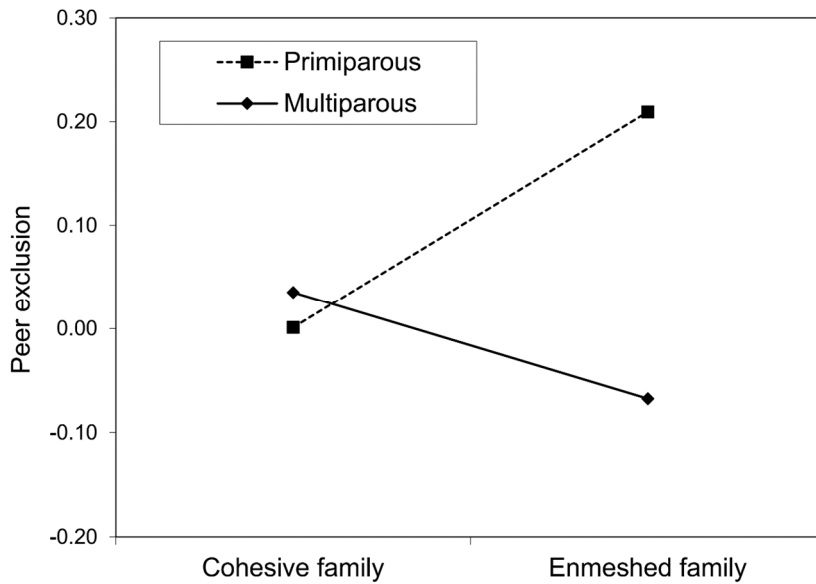 0.30
Primiparous
Multiparous
0.20
0.10
0.00
-0.10
-0.20
Peer exclusion
Cohesive family
Enmeshed family